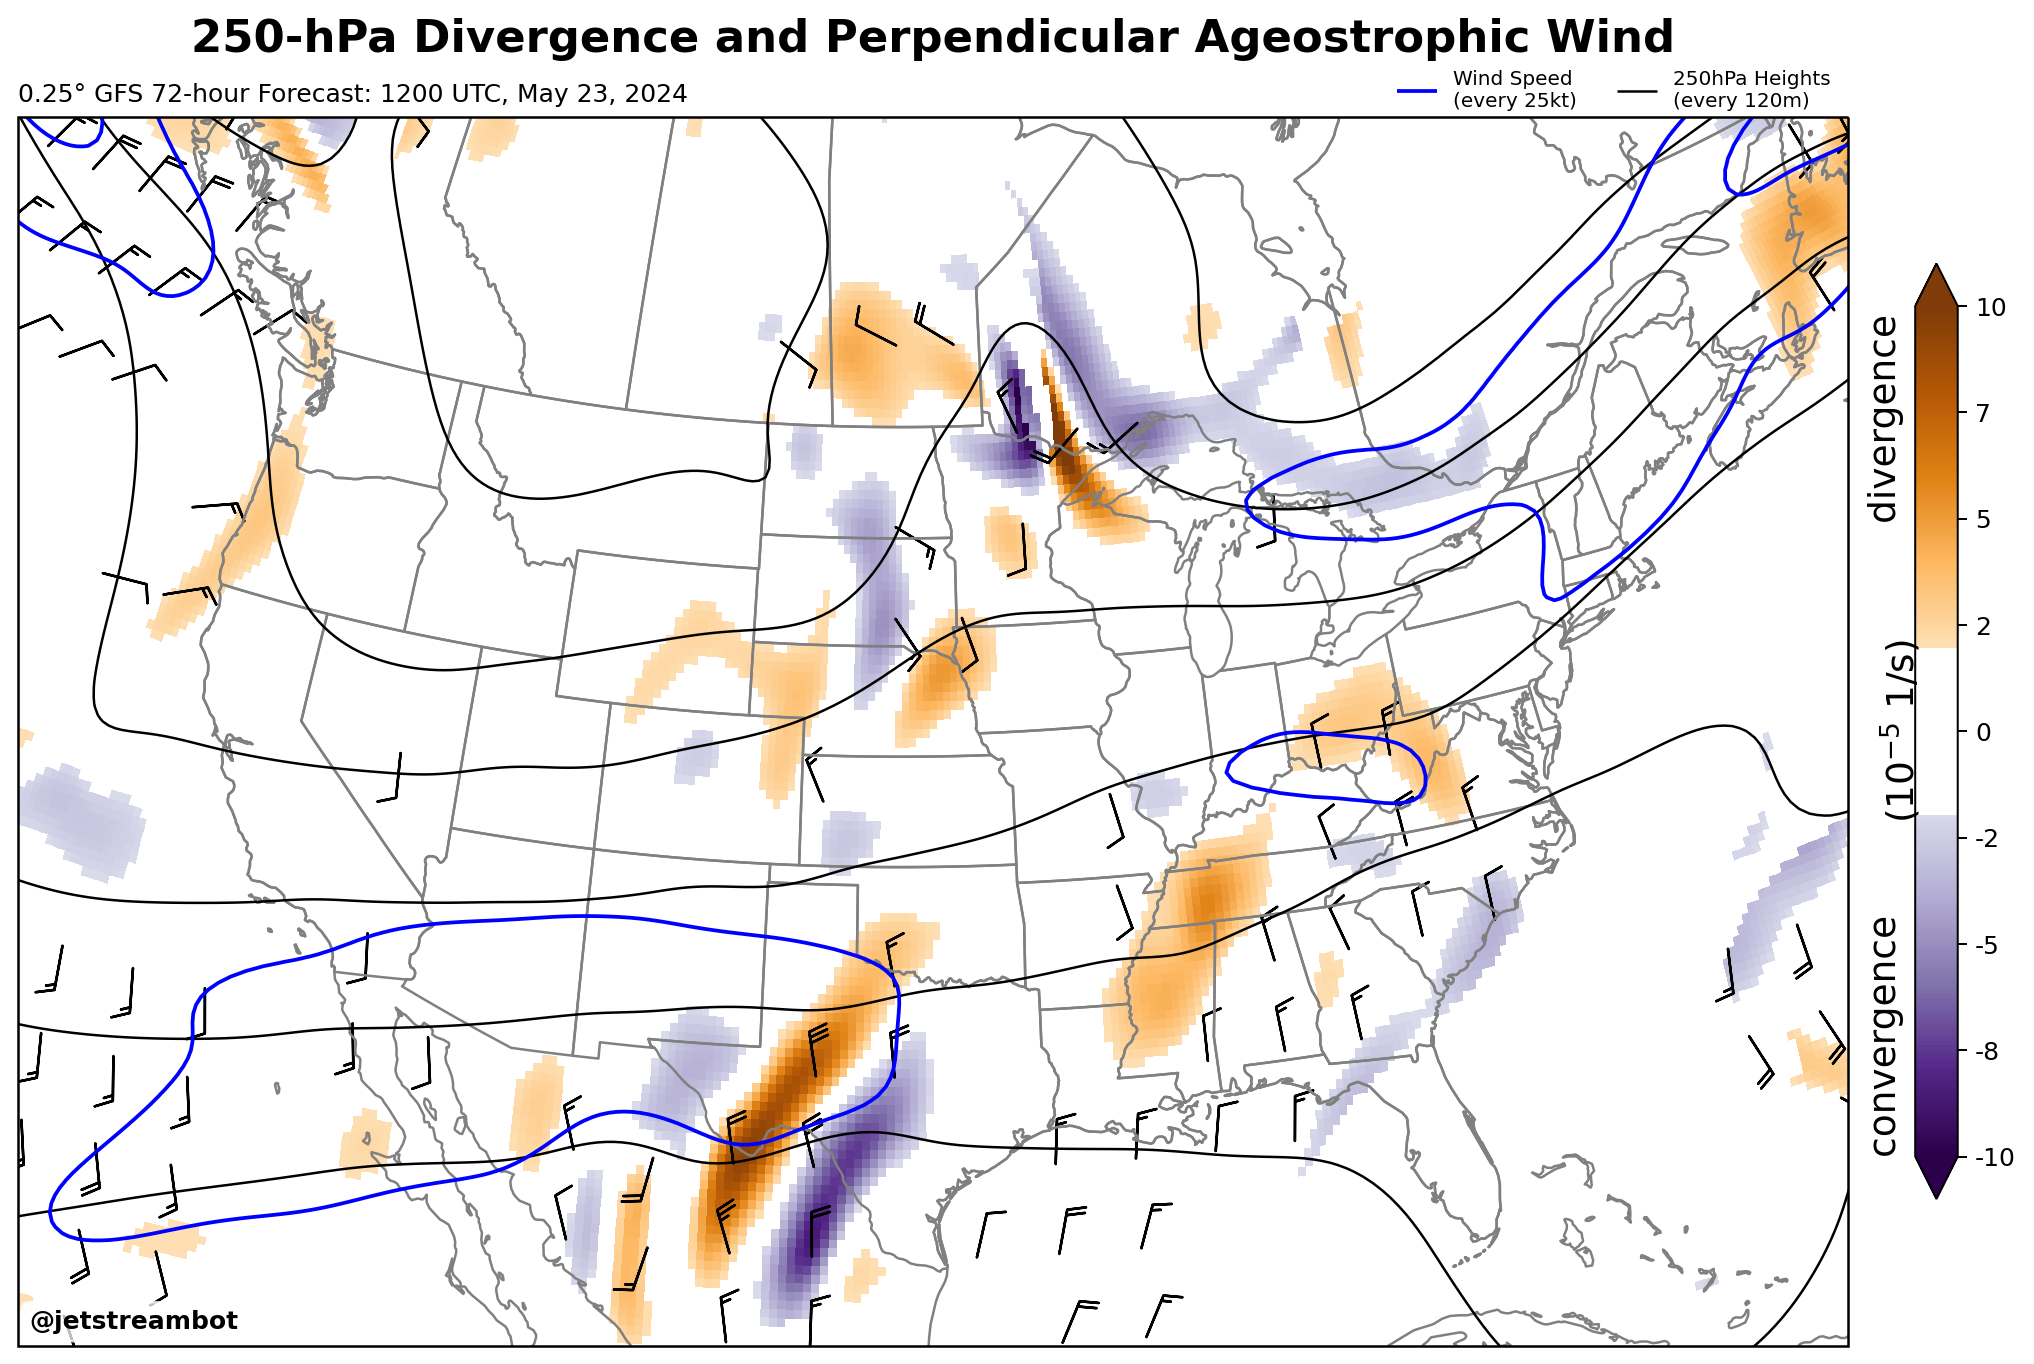 250-hPa Divergence and Perpendicular Ageostrophic Wind
0.25° GFS 72-hour Forecast: 1200 UTC, May 23, 2024
Wind Speed
(every 25kt)
250hPa Heights
(every 120m)
divergence
(10⁻⁵ 1/s)
convergence
10
7
5
2
0
-2
-5
-8
-10
@jetstreambot